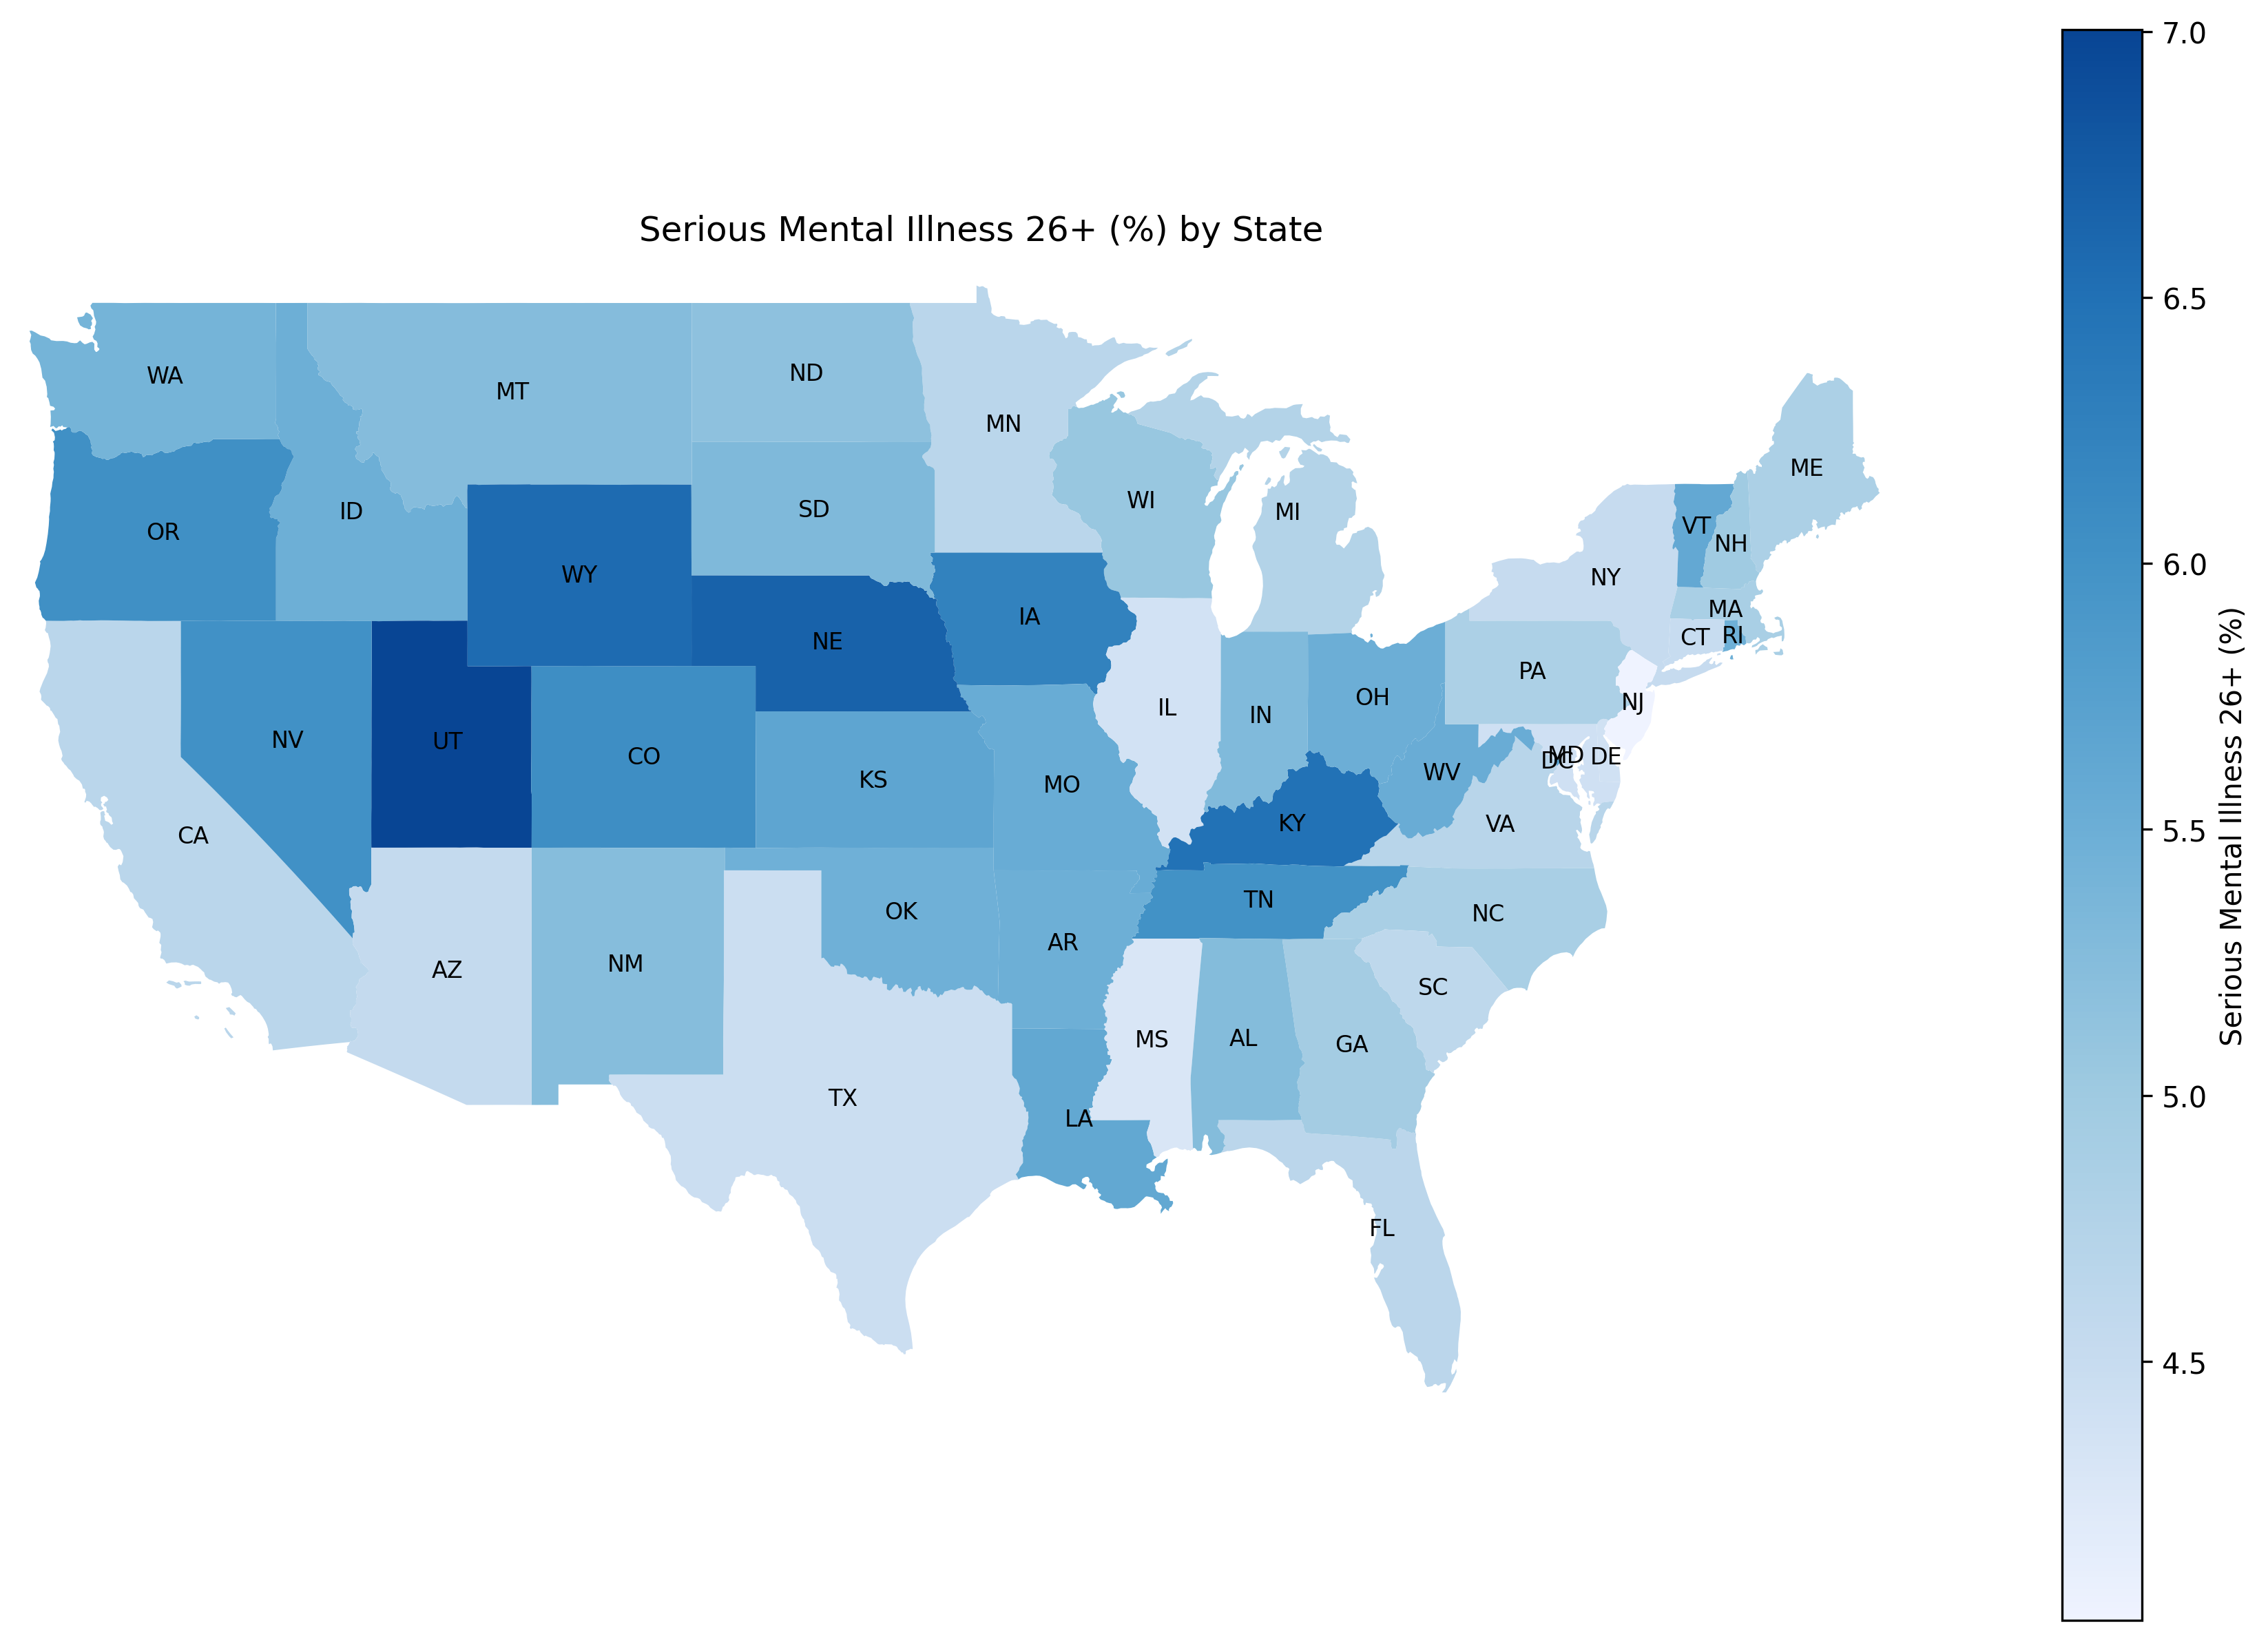 Serious Mental Illness 26+ (%) by State
WA
MT
ND
MN
ME
ID
SD
WI
MI
OR
VT
NH
WY
NY
IA
MA
NE
CT
RI
PA
NV
UT
CO
KS
IL
IN
OH
NJ
MO
WV
DC
MD
DE
CA
KY
VA
OK
TN
NC
AZ
NM
AR
SC
MS
AL
GA
TX
LA
FL
7.0
6.5
6.0
5.5
5.0
4.5
Serious Mental Illness 26+ (%)